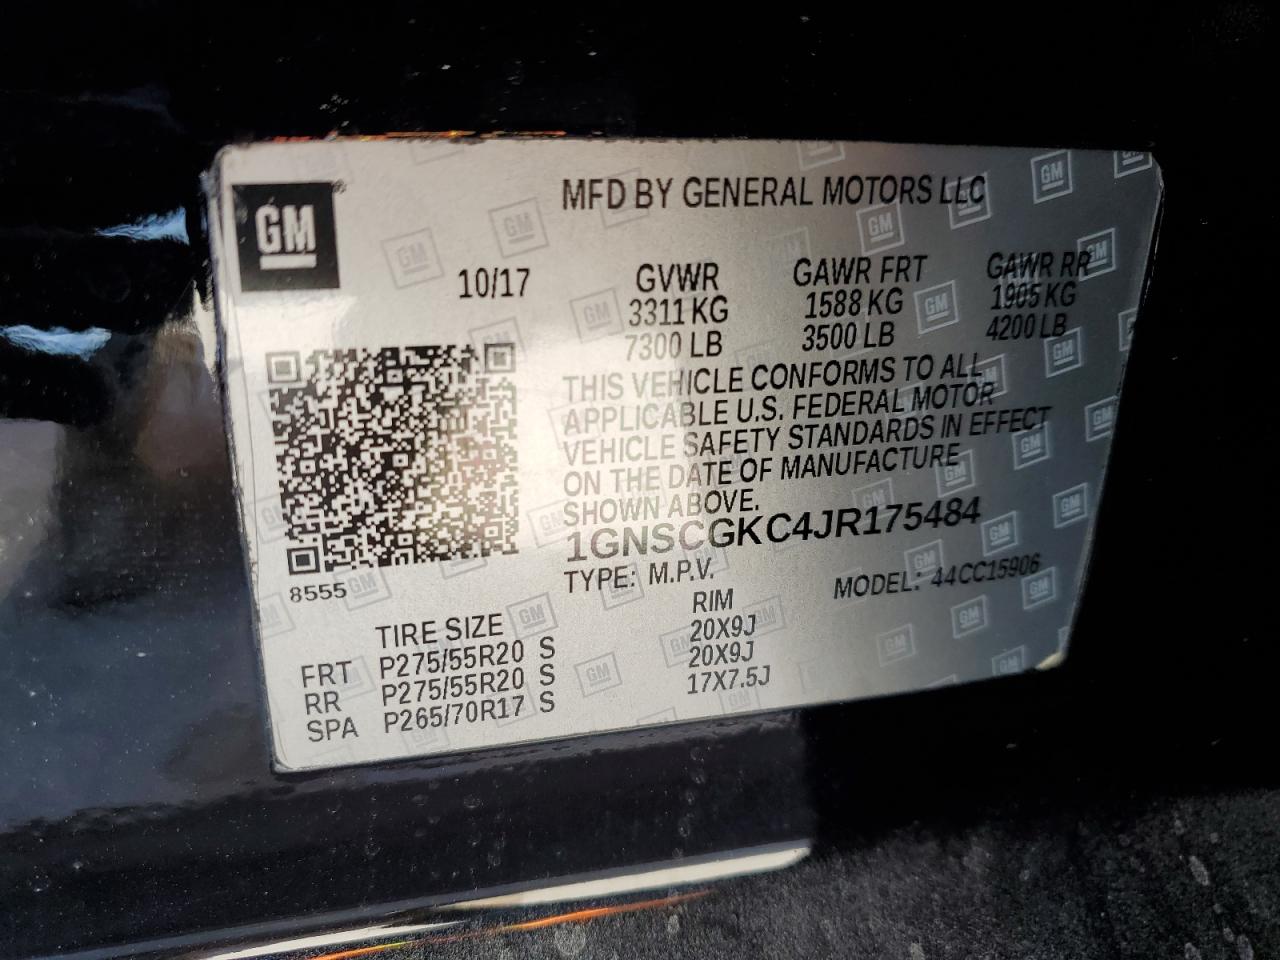 GM
MFD BY GENERAL MOTORS LLC
10/17 GVWR GAWR FRT GAWR RR
3311 KG 1588 KG 1905 KG
7300 LB 3500 LB 4200 LB
THIS VEHICLE CONFORMS TO ALL
APPLICABLE U.S. FEDERAL MOTOR
VEHICLE SAFETY STANDARDS IN EFFECT
ON THE DATE OF MANUFACTURE
SHOWN ABOVE.
1GNSCGKC4JR175484
8555
TYPE: M.P.V. MODEL: 44CC15906
TIRE SIZE RIM
FRT P275/55R20 S 20X9J
RR P275/55R20 S 20X9J
SPA P265/70R17 S 17X7.5J